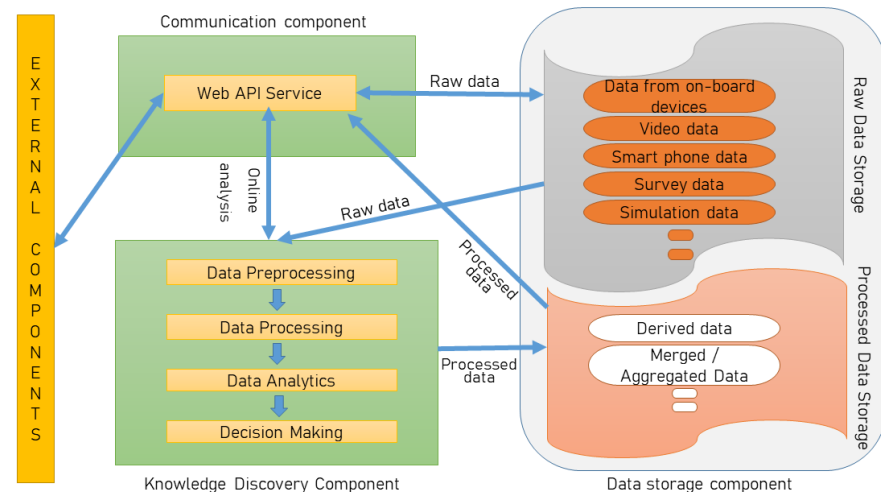 Communication component
EXTERNAL COMPONENTS
Web API Service
Raw data
Online
analysis
Raw data
Processed
data
Data from on-board
devices
Video data
Smart phone data
Survey data
Simulation data
Raw Data Storage
Data Preprocessing
Data Processing
Data Analytics
Decision Making
Processed
data
Derived data
Merged /
Aggregated Data
Processed Data Storage
Knowledge Discovery Component
Data storage component